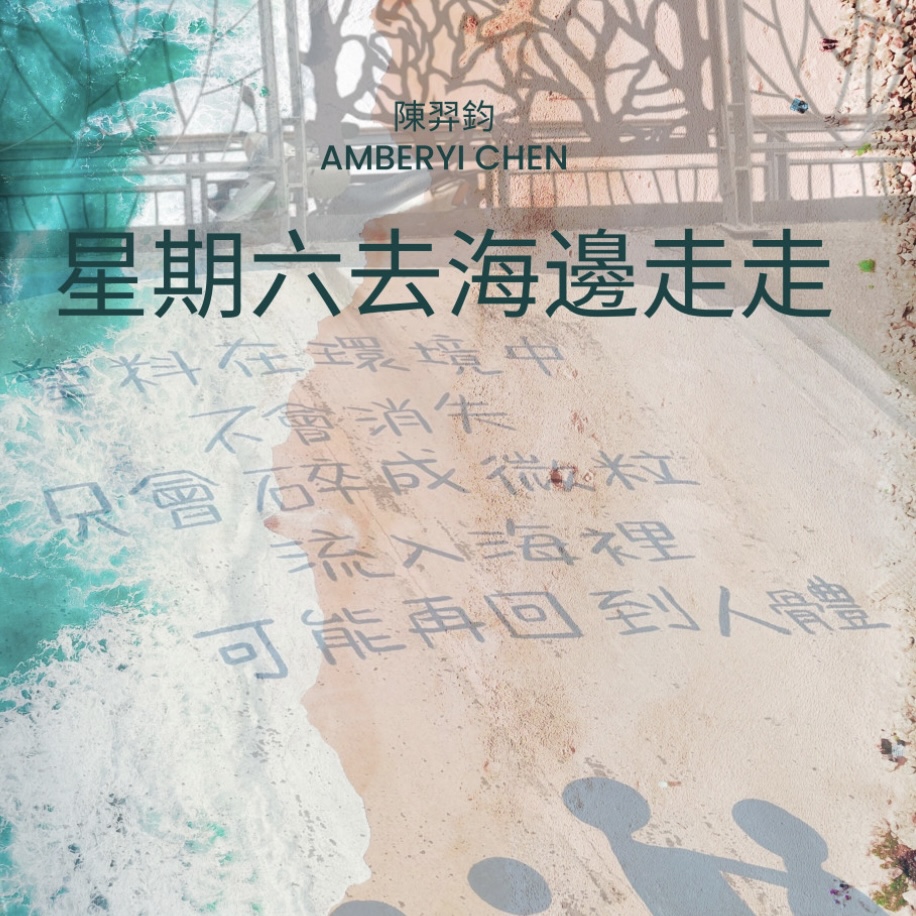 陳羿鈞
AMBERYI CHEN
星期六去海邊走走
塑料在環境中
不會消失
只會碎成微粒
流入海裡
可能再回到人體